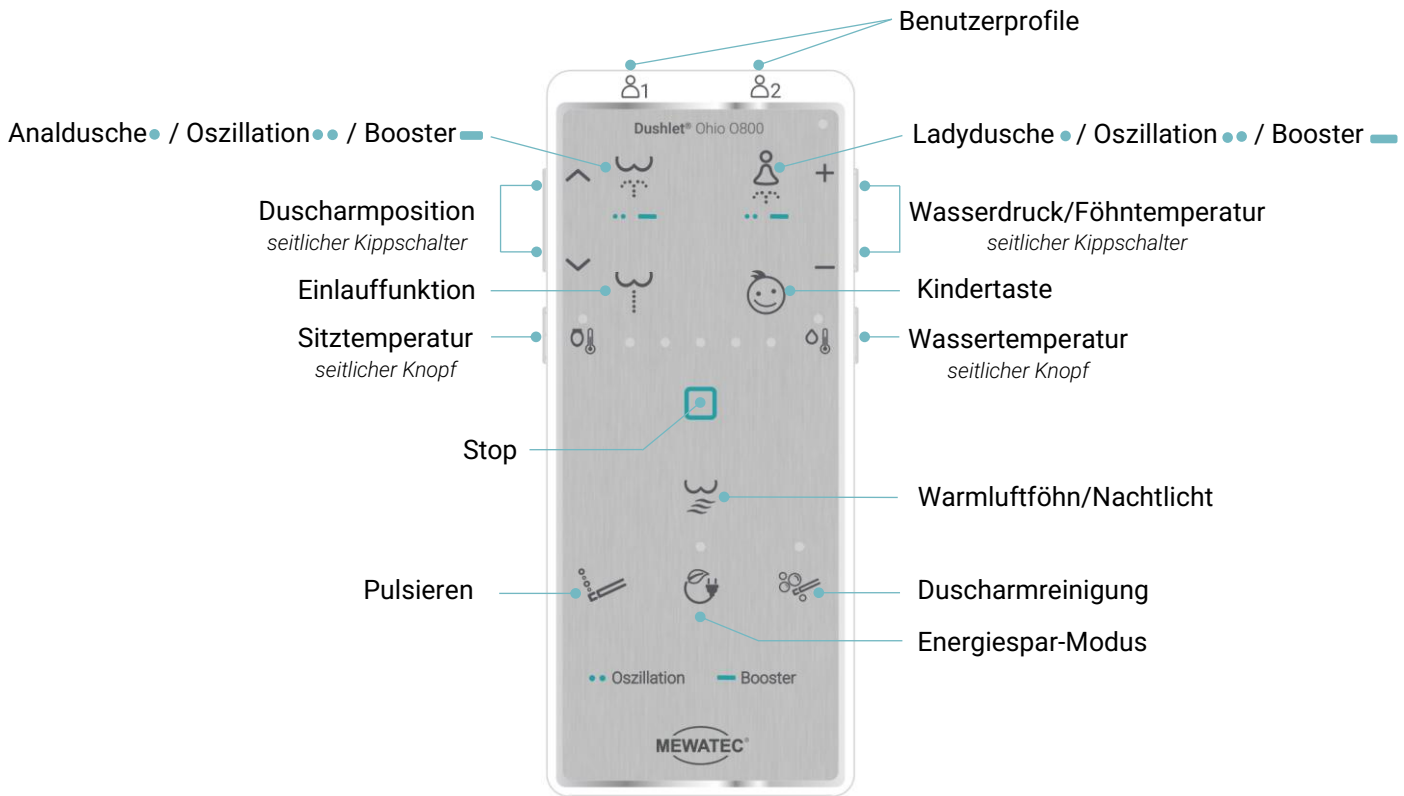 Benutzerprofile
1
2
Dushlet® Ohio O800
Analdusche / Oszillation / Booster
Ladydusche / Oszillation / Booster
+
Duscharmposition
seitlicher Kippschalter
Wasserdruck/Föhntemperatur
seitlicher Kippschalter
−
Einlauffunktion
Kindertaste
Sitztemperatur
seitlicher Knopf
Wassertemperatur
seitlicher Knopf
Stop
Warmluftföhn/Nachtlicht
Pulsieren
Duscharmreinigung
Energiespar-Modus
Oszillation
Booster
MEWATEC®